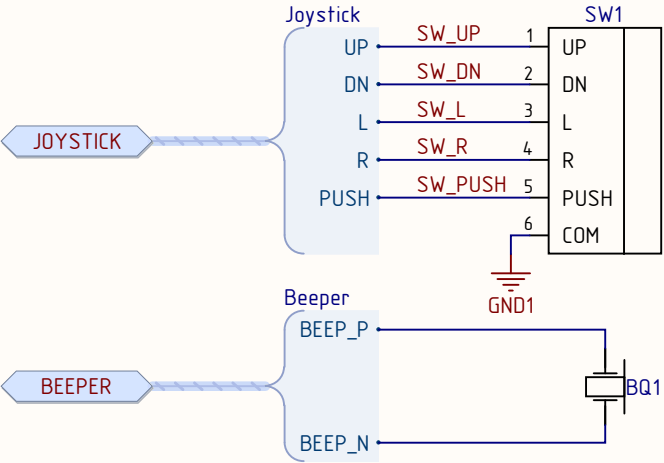 Joystick SW1
UP SW_UP 1 UP
DN SW_DN 2 DN
L SW_L 3 L
JOYSTICK
R SW_R 4 R
PUSH SW_PUSH 5 PUSH
6 COM
GND1
Beeper
BEEP_P
BEEPER
BQ1
BEEP_N